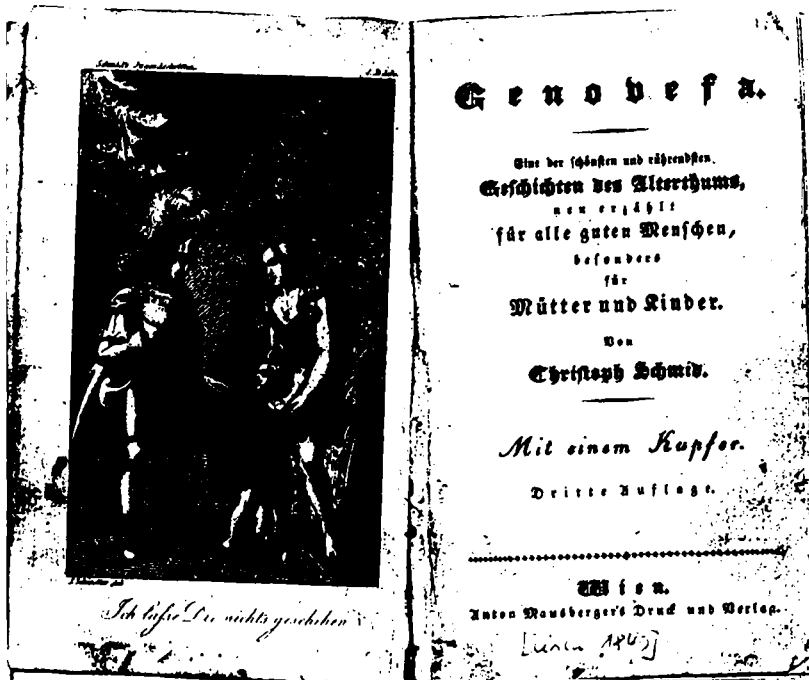 Ich lasse Dir nichts geschehen
Genovefa.
Eine der schönsten und rührendsten
Geschichten des Alterthums,
neu erzählt
für alle guten Menschen,
besonders
für
Mütter und Kinder.
Von
Christoph Schmid.
Mit einem Kupfer.
Dritte Auflage.
Wien.
Anton Mausberger's Druck und Verlag.